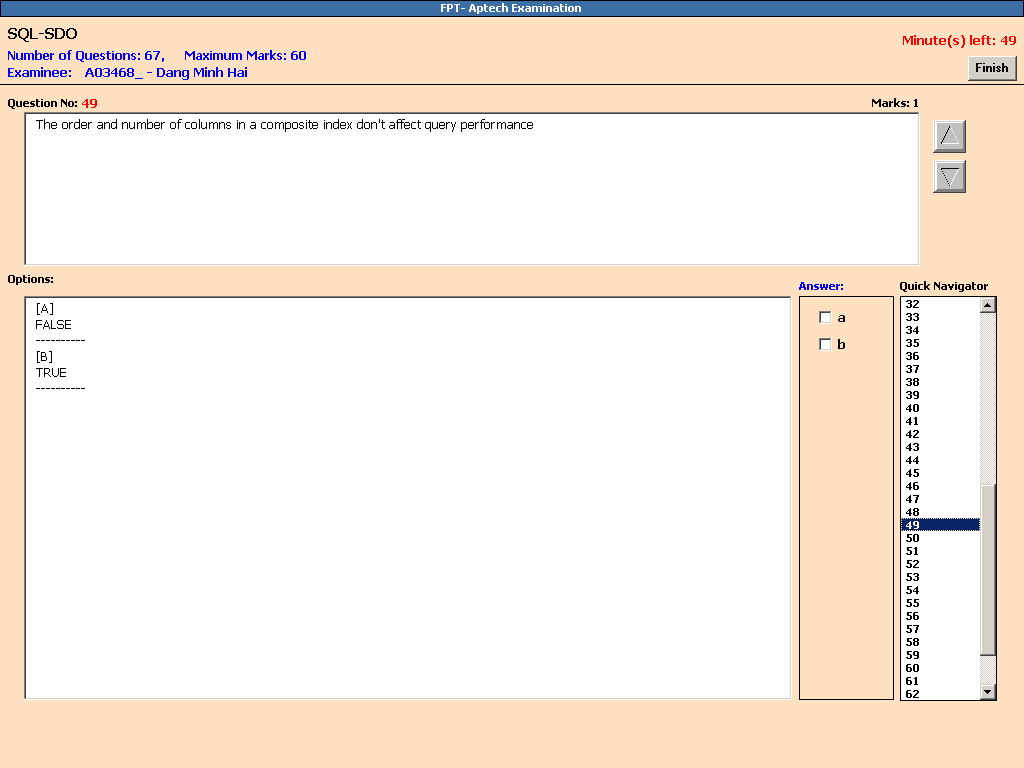 FPT- Aptech Examination
SQL-SDO
Minute(s) left: 49
Number of Questions: 67, Maximum Marks: 60
Examinee: A03468_ - Dang Minh Hai
Finish
Question No: 49
Marks: 1
The order and number of columns in a composite index don't affect query performance
Options:
Answer:
Quick Navigator
[A]
FALSE
----------
[B]
TRUE
----------
a
b
32
33
34
35
36
37
38
39
40
41
42
43
44
45
46
47
48
49
50
51
52
53
54
55
56
57
58
59
60
61
62